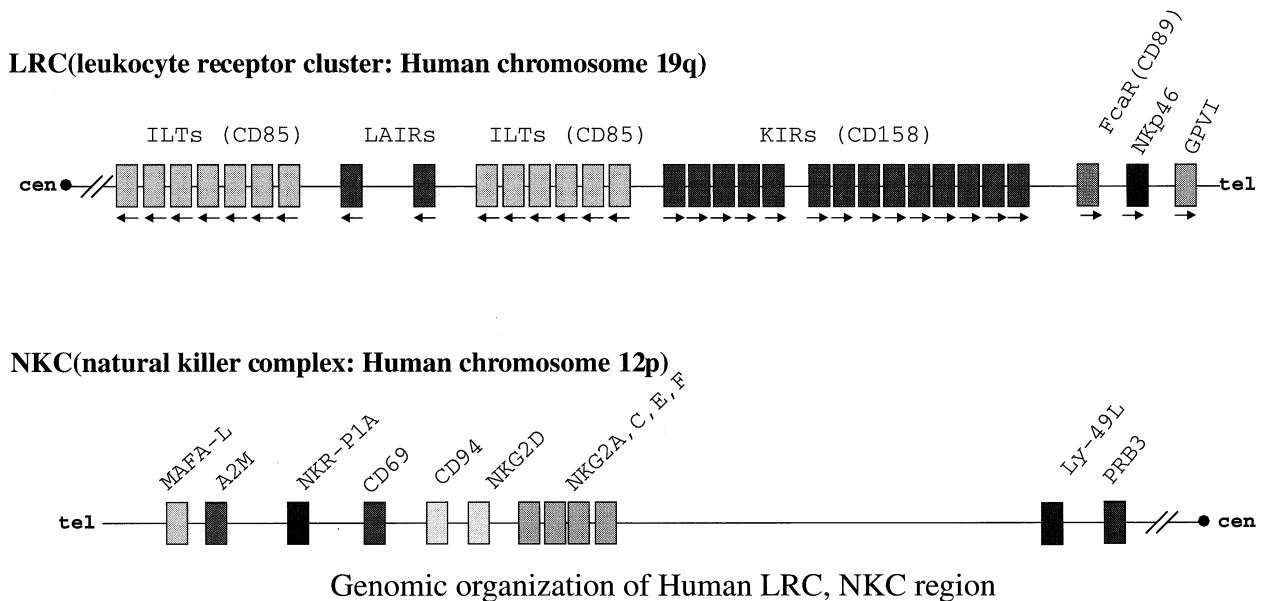 LRC(leukocyte receptor cluster: Human chromosome 19q)
ILTs (CD85)
LAIRs
ILTs (CD85)
KIRs (CD158)
FcaR(CD89)
NKp46
GPVI
cen
tel
NKC(natural killer complex: Human chromosome 12p)
MAFA-L
A2M
NKR-P1A
CD69
CD94
NKG2D
NKG2A,C,E,F
Ly-49L
PRB3
tel
cen
Genomic organization of Human LRC, NKC region